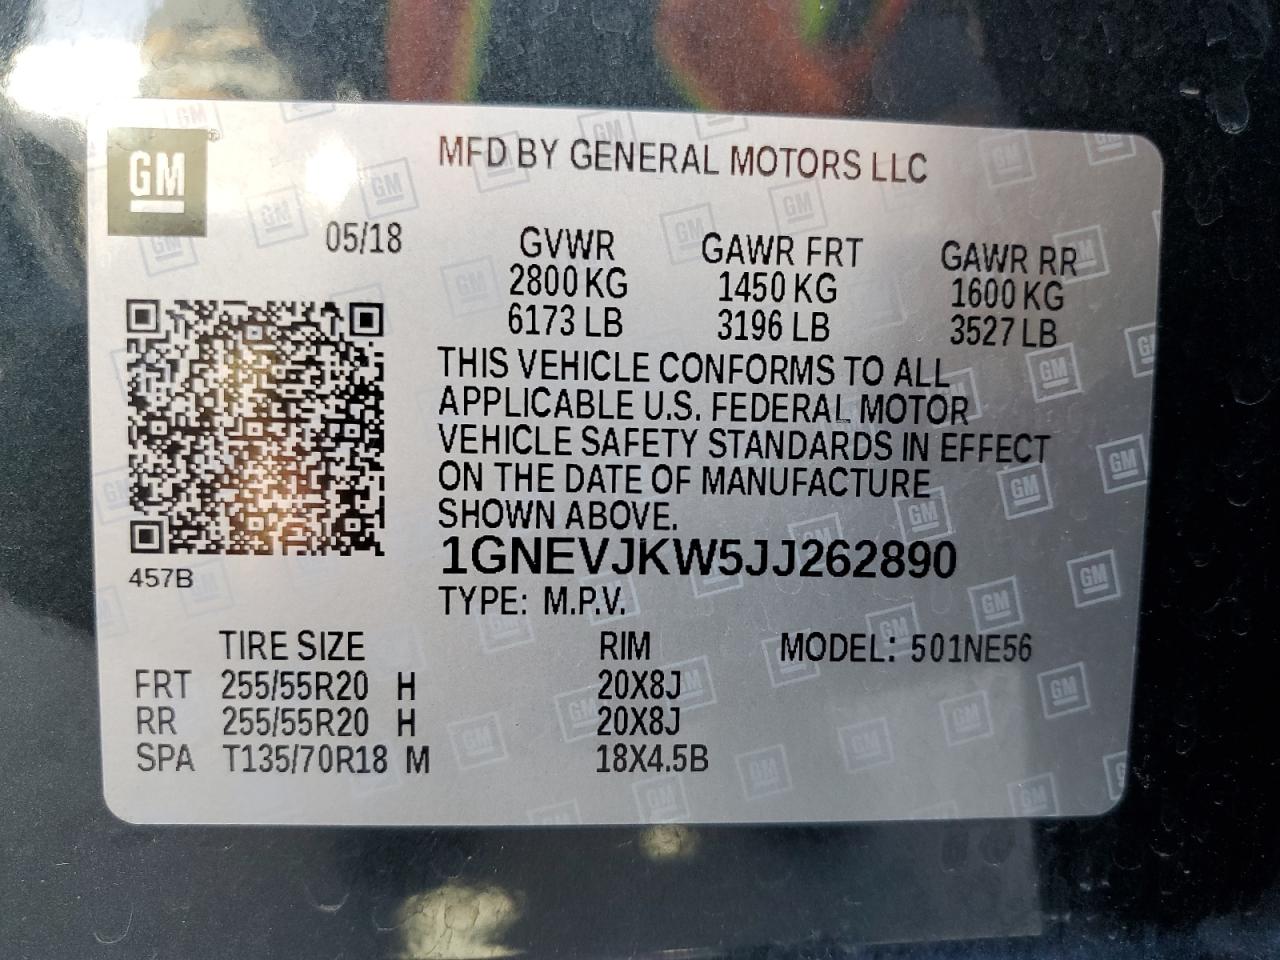 GM
MFD BY GENERAL MOTORS LLC
05/18
GVWR GAWR FRT GAWR RR
2800 KG 1450 KG 1600 KG
6173 LB 3196 LB 3527 LB
THIS VEHICLE CONFORMS TO ALL
APPLICABLE U.S. FEDERAL MOTOR
VEHICLE SAFETY STANDARDS IN EFFECT
ON THE DATE OF MANUFACTURE
SHOWN ABOVE.
1GNEVJKW5JJ262890
457B
TYPE: M.P.V.
TIRE SIZE RIM MODEL: 501NE56
FRT 255/55R20 H 20X8J
RR 255/55R20 H 20X8J
SPA T135/70R18 M 18X4.5B